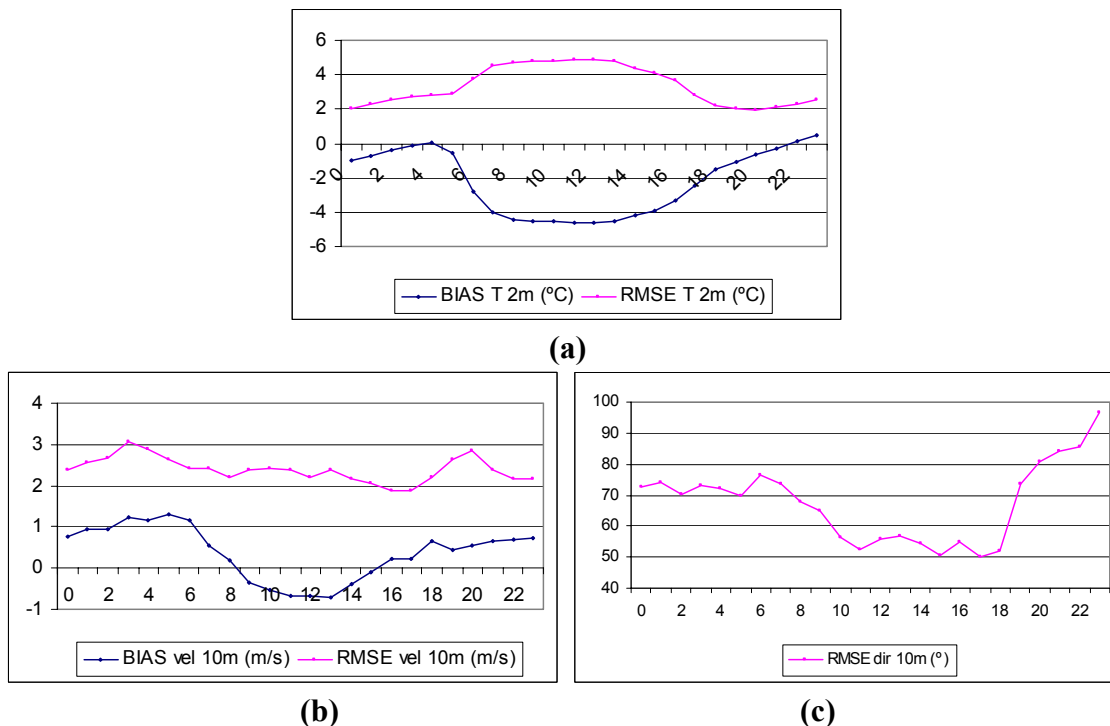 6
4
2
0
-2
-4
-6
0 2 4 6 8 10 12 14 16 18 20 22
BIAS T 2m (ºC) RMSE T 2m (ºC)
(a)
4
3
2
1
0
-1
0 2 4 6 8 10 12 14 16 18 20 22
BIAS vel 10m (m/s) RMSE vel 10m (m/s)
(b)
100
90
80
70
60
50
40
0 2 4 6 8 10 12 14 16 18 20 22
RMSE dir 10m (º)
(c)